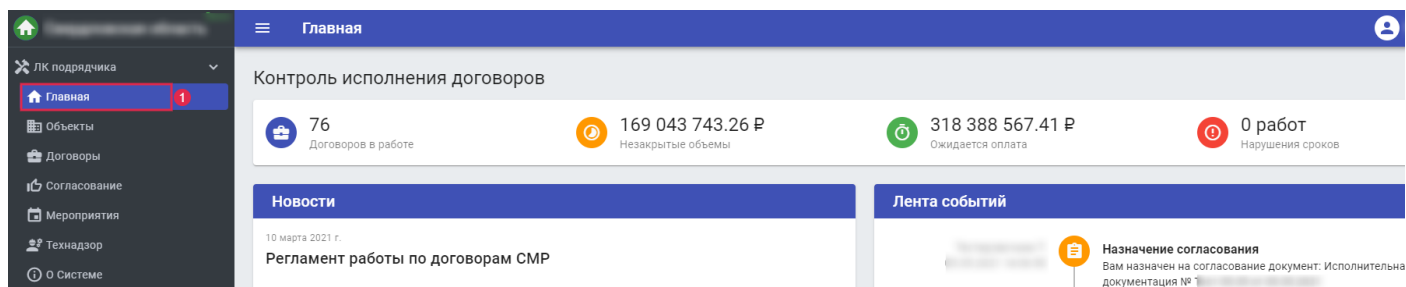 Главная
ЛК подрядчика
Главная
1
Объекты
Договоры
Согласование
Мероприятия
Технадзор
О Системе
Контроль исполнения договоров
76
Договоров в работе
169 043 743.26 ₽
Незакрытые объемы
318 388 567.41 ₽
Ожидается оплата
0 работ
Нарушения сроков
Новости
10 марта 2021 г.
Регламент работы по договорам СМР
Лента событий
Назначение согласования
Вам назначен на согласование документ: Исполнительна
документация №